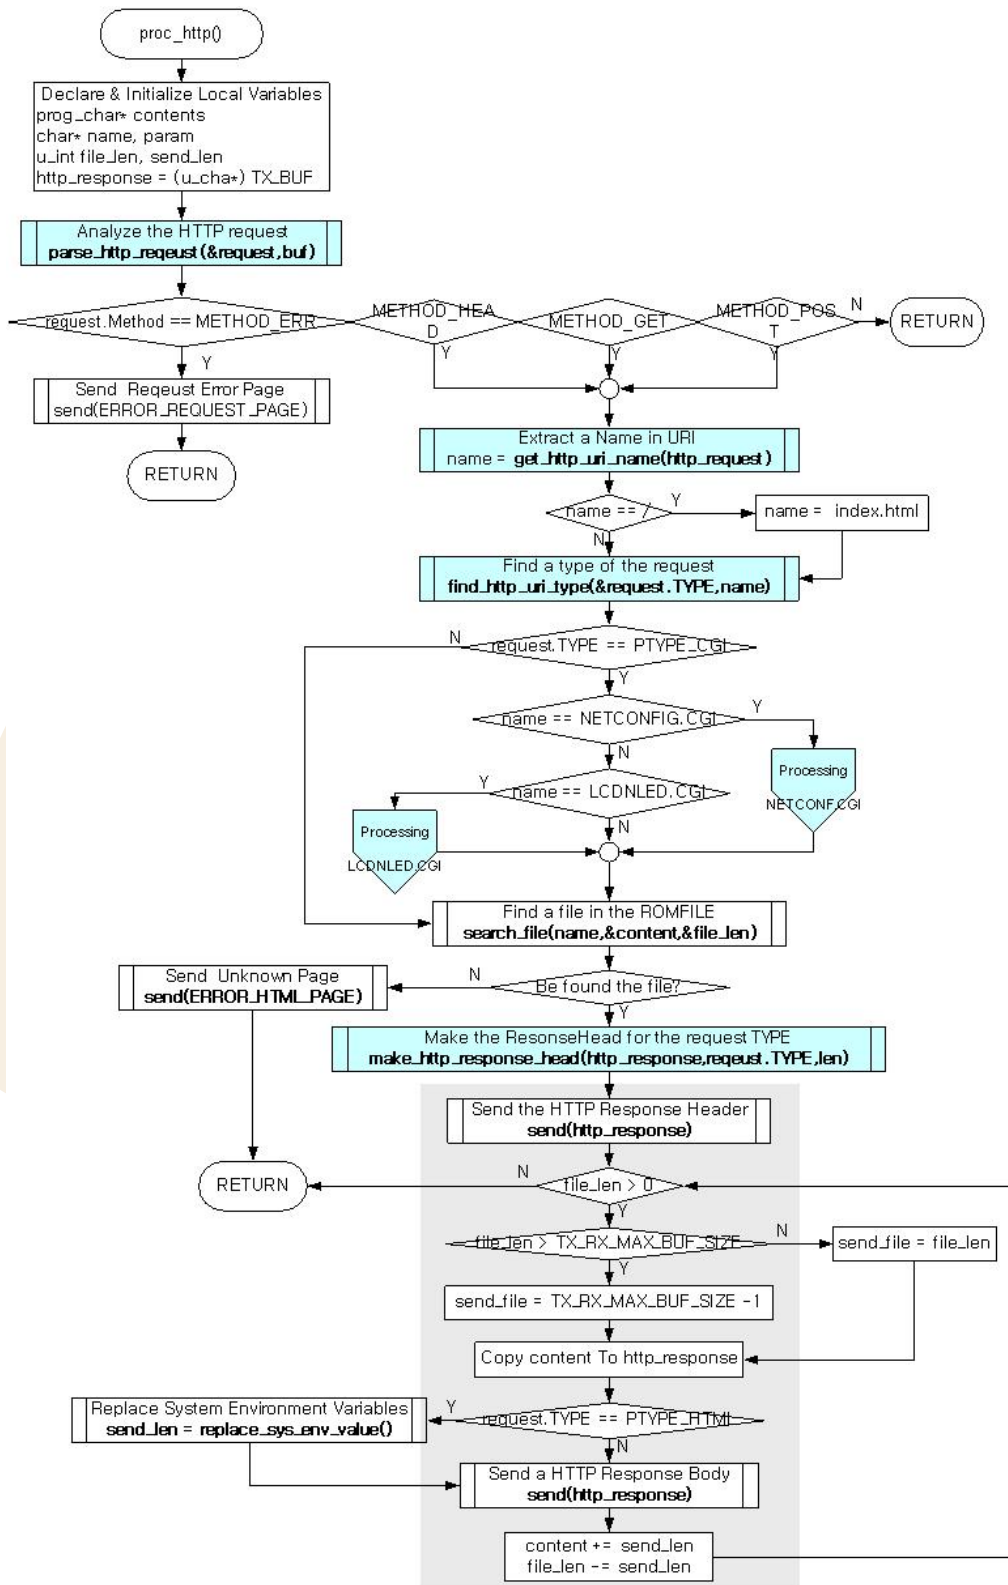 proc_http()
Declare & Initialize Local Variables
prog_char* contents
char* name, param
u_int file_len, send_len
http_response = (u_cha*) TX_BUF
Analyze the HTTP request
parse_http_reqeust(&request,buf)
request.Method == METHOD_ERR
METHOD_HEA
D
METHOD_GET
METHOD_POS
T
N
RETURN
Y
Y
Y
Y
Send Reqeust Error Page
send(ERROR_REQUEST_PAGE)
RETURN
Extract a Name in URI
name = get_http_uri_name(http_request)
name == /
Y
name = index.html
N
Find a type of the request
find_http_uri_type(&request.TYPE,name)
N
request.TYPE == PTYPE_CGI
Y
name == NETCONFIG.CGI
Y
N
Processing
NETCONF.CGI
Y
name == LCDNLED.CGI
N
Processing
LCDNLED.CGI
Find a file in the ROMFILE
search_file(name,&content,&file_len)
Send Unknown Page
send(ERROR_HTML_PAGE)
N
Be found the file?
Y
Make the ResonseHead for the request TYPE
make_http_response_head(http_response,reqeust.TYPE,len)
Send the HTTP Response Header
send(http_response)
RETURN
N
file_len > 0
Y
file_len > TX_RX_MAX_BUF_SIZE
N
send_file = file_len
Y
send_file = TX_RX_MAX_BUF_SIZE -1
Copy content To http_response
Replace System Environment Variables
send_len = replace_sys_env_value()
Y
request.TYPE == PTYPE_HTML
N
Send a HTTP Response Body
send(http_response)
content += send_len
file_len -= send_len